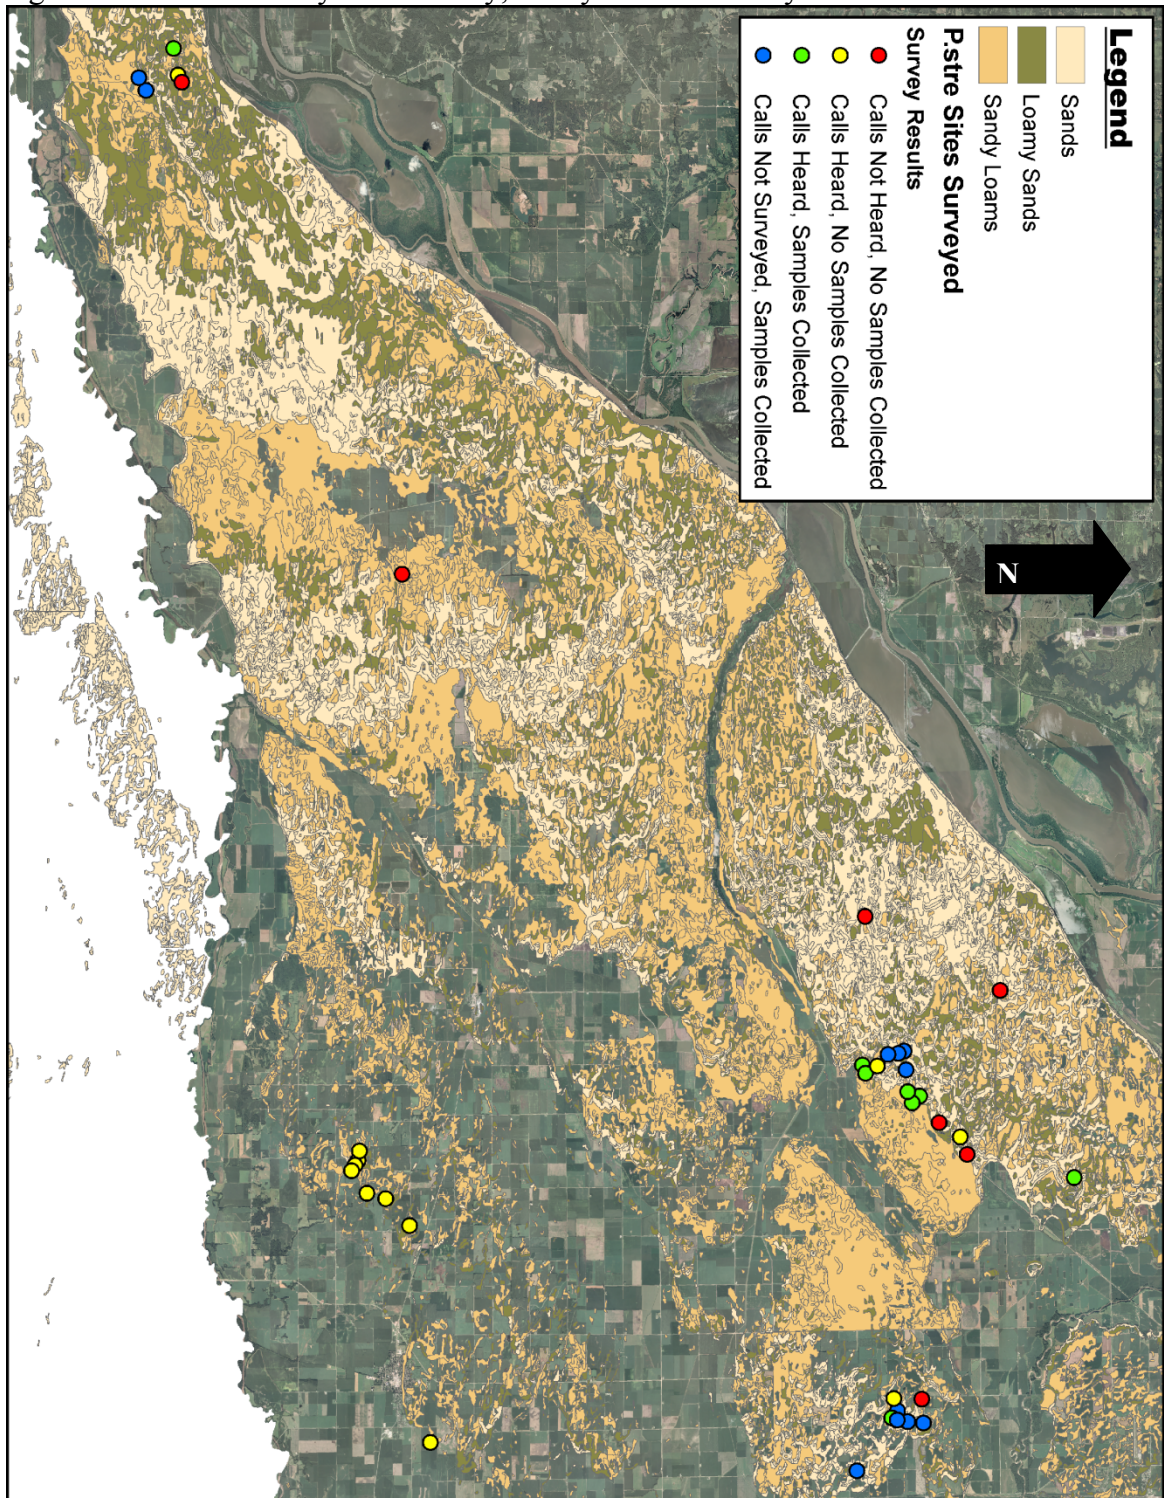 Legend
Sands
Loamy Sands
Sandy Loams
P.stre Sites Surveyed
Survey Results
Calls Not Heard, No Samples Collected
Calls Heard, No Samples Collected
Calls Heard, Samples Collected
Calls Not Surveyed, Samples Collected
N